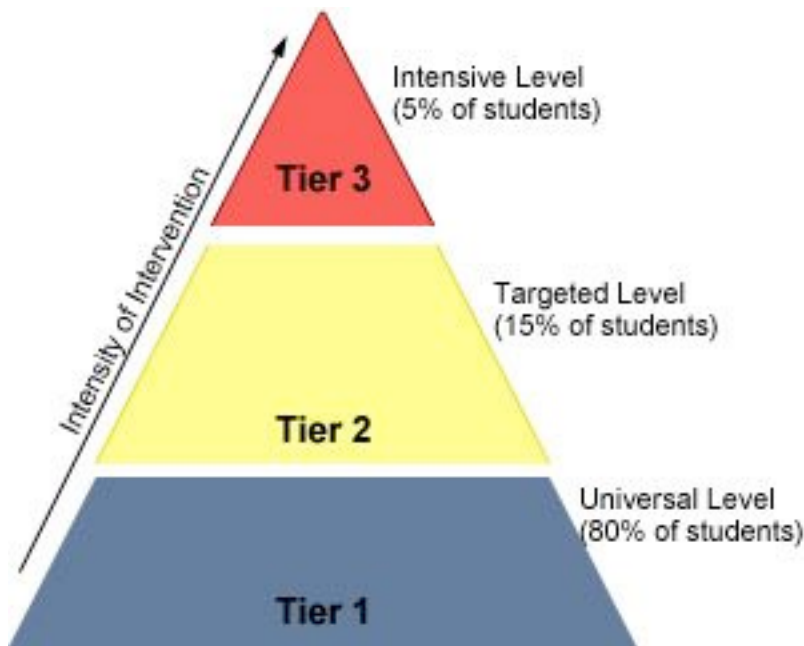 Intensive Level
(5% of students)
Tier 3
Intensity of Intervention
Targeted Level
(15% of students)
Tier 2
Universal Level
(80% of students)
Tier 1